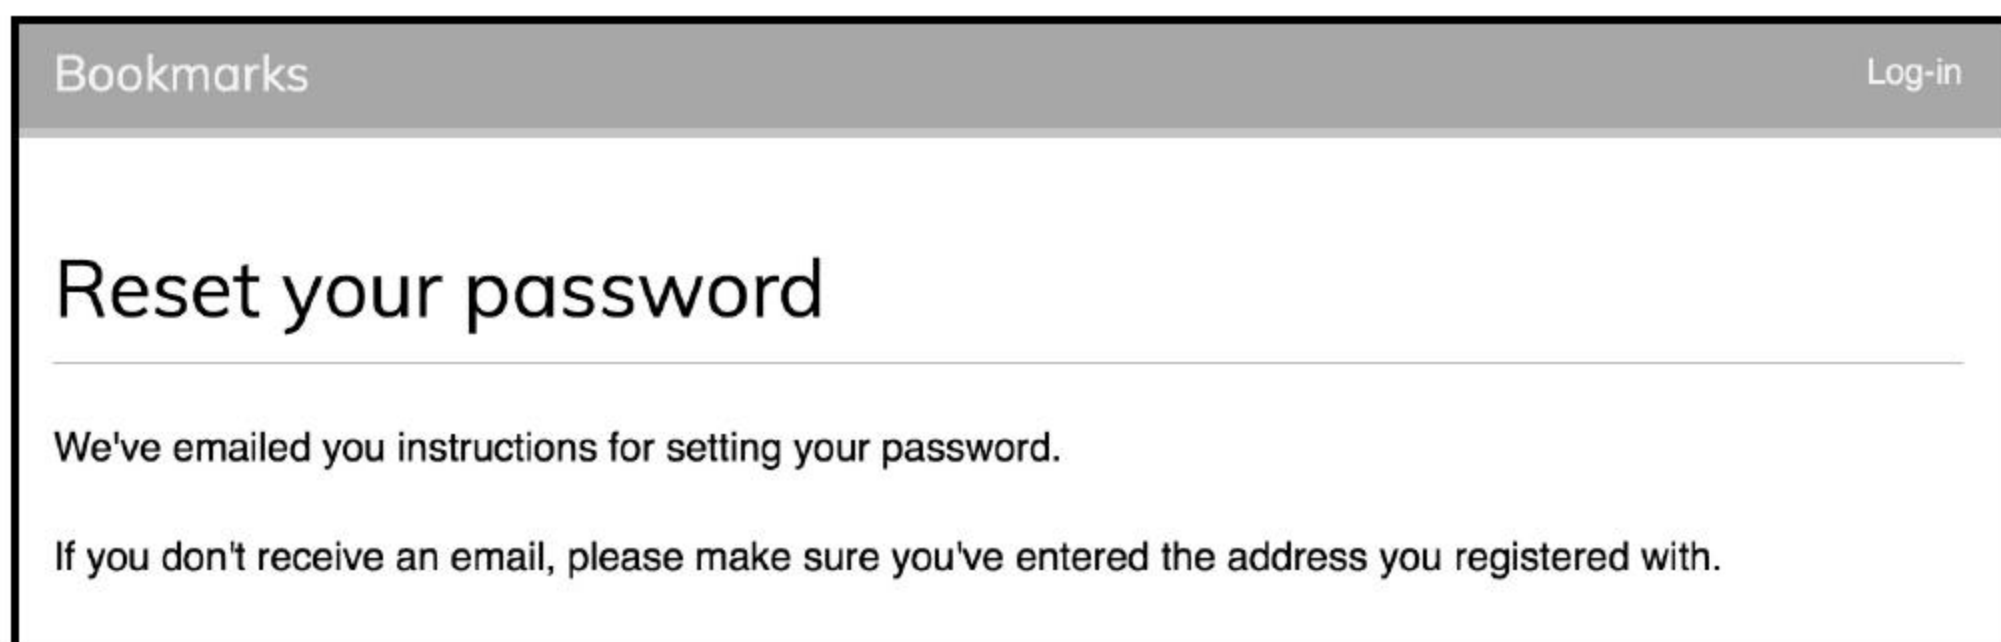 Bookmarks
Log-in
Reset your password
We've emailed you instructions for setting your password.
If you don't receive an email, please make sure you've entered the address you registered with.